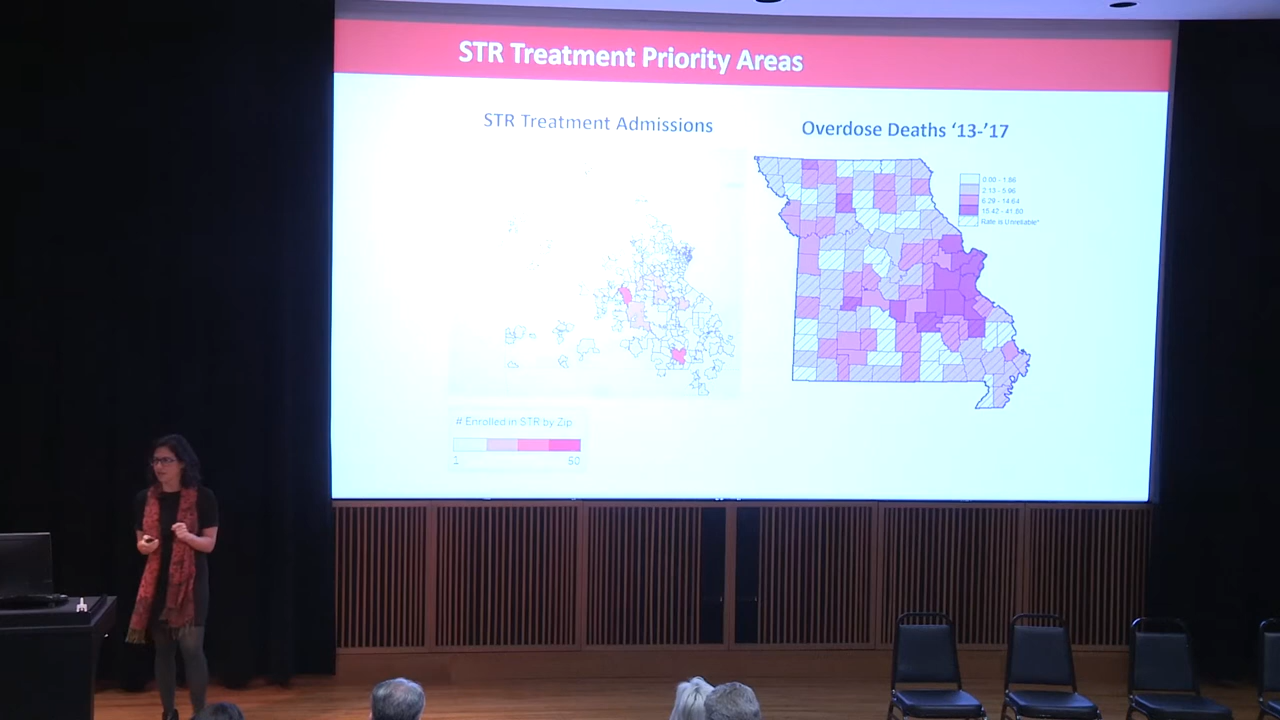 STR Treatment Priority Areas
STR Treatment Admissions
Overdose Deaths ‘13-’17
0.00 - 1.86
2.13 - 5.96
6.29 - 14.64
15.42 - 41.80
Rate is Unreliable*
# Enrolled in STR by Zip
1 50